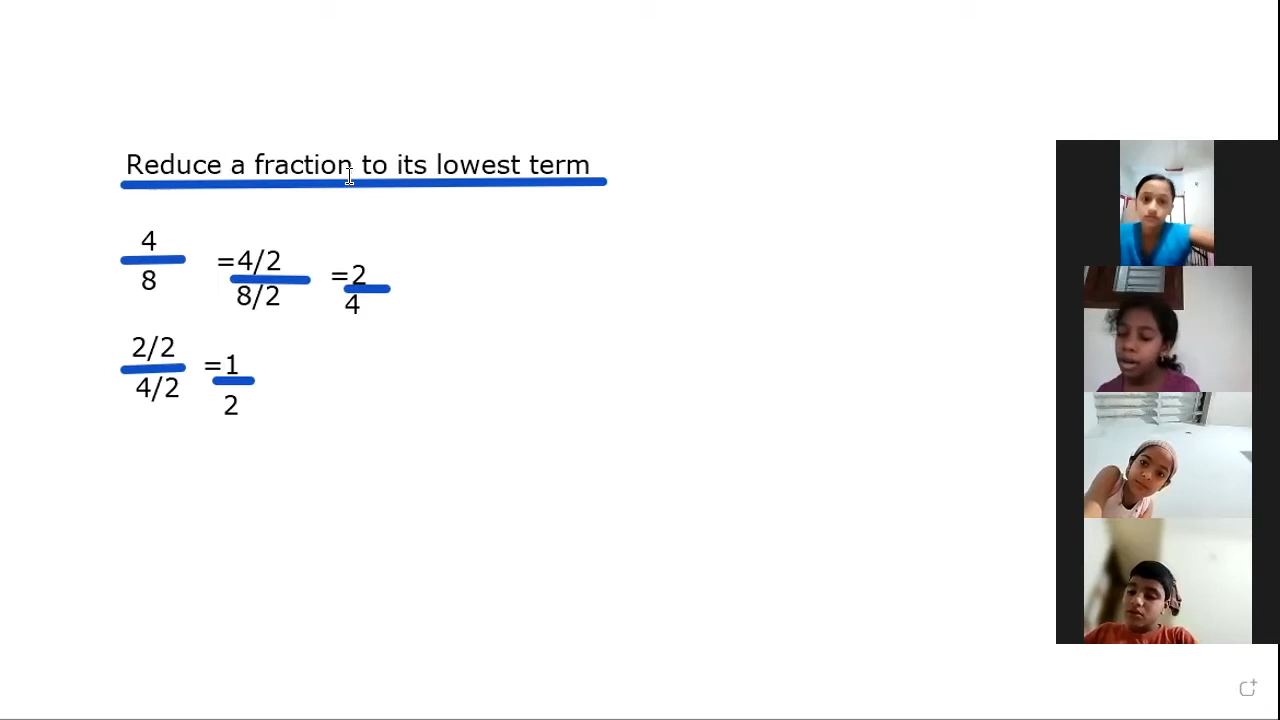 Reduce a fraction to its lowest term
4 =4/2 =2
8 8/2 4
2/2 =1
4/2 2